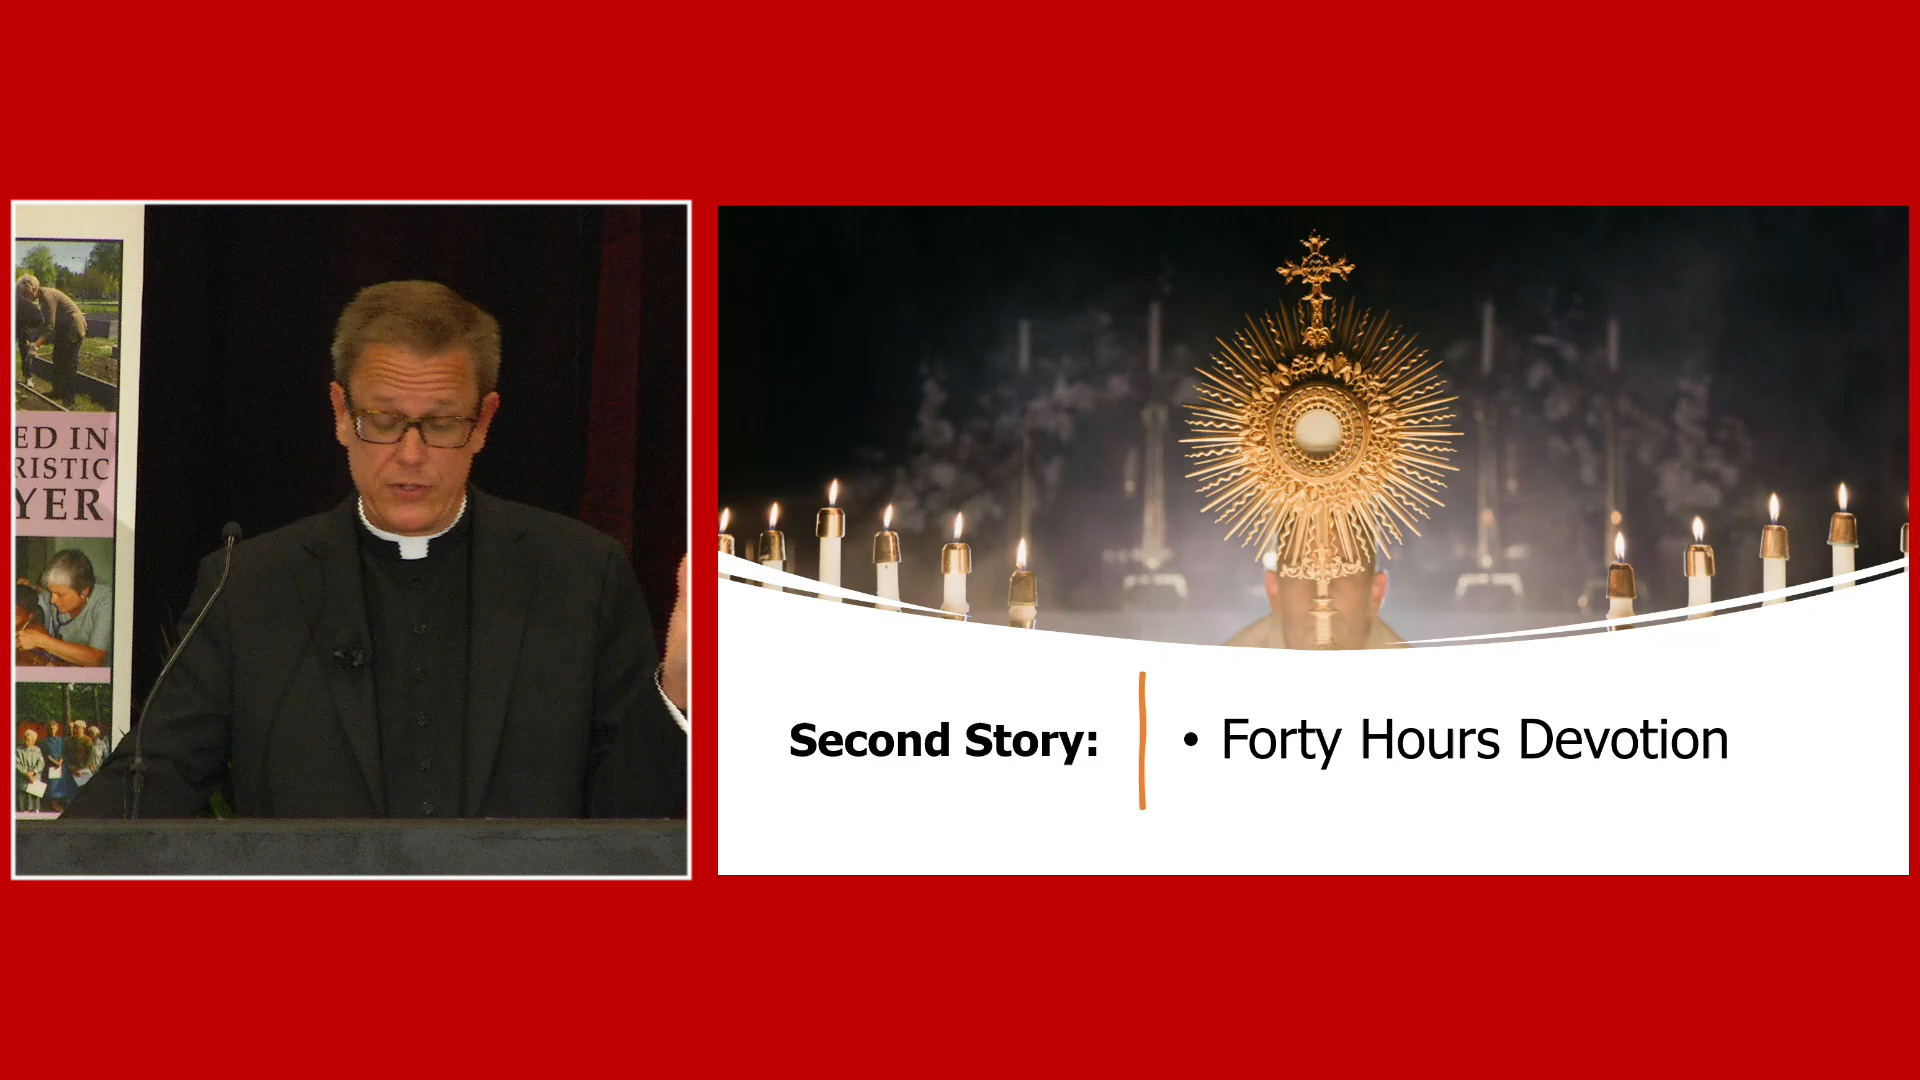 ED IN
RISTIC
YER
Second Story:
• Forty Hours Devotion